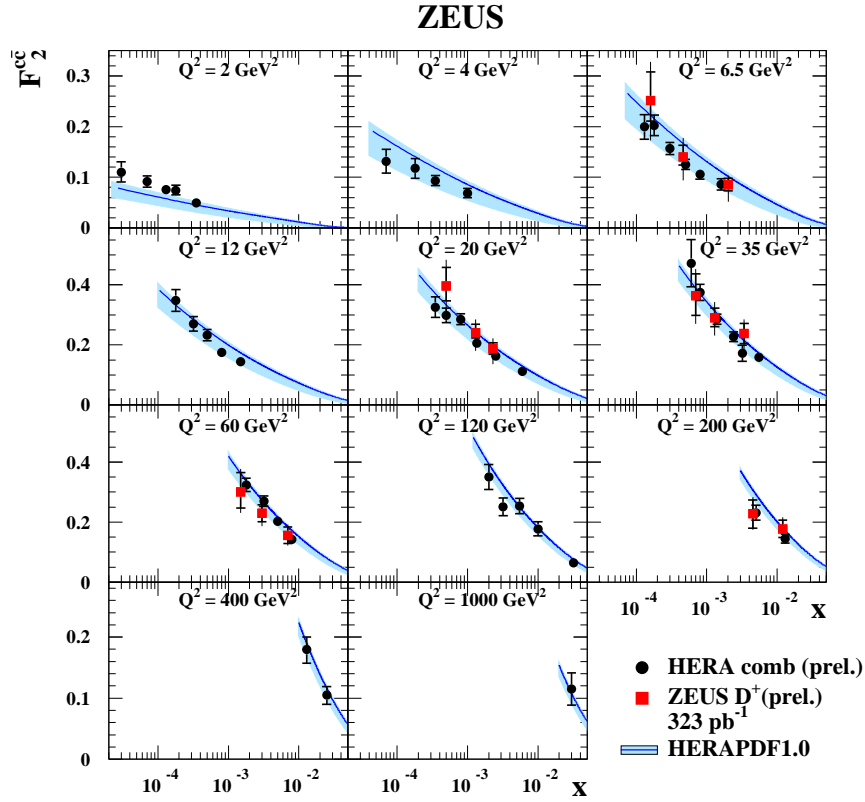 ZEUS
F₂^cc̄
Q² = 2 GeV²
Q² = 4 GeV²
Q² = 6.5 GeV²
0.3
0.2
0.1
0
Q² = 12 GeV²
Q² = 20 GeV²
Q² = 35 GeV²
0.4
0.2
0
Q² = 60 GeV²
Q² = 120 GeV²
Q² = 200 GeV²
0.4
0.2
0
10⁻⁴ 10⁻³ 10⁻² x
Q² = 400 GeV²
Q² = 1000 GeV²
0.2
0.1
0
10⁻⁴ 10⁻³ 10⁻² 10⁻⁴ 10⁻³ 10⁻² x
HERA comb (prel.)
ZEUS D⁺(prel.)
323 pb⁻¹
HERAPDF1.0